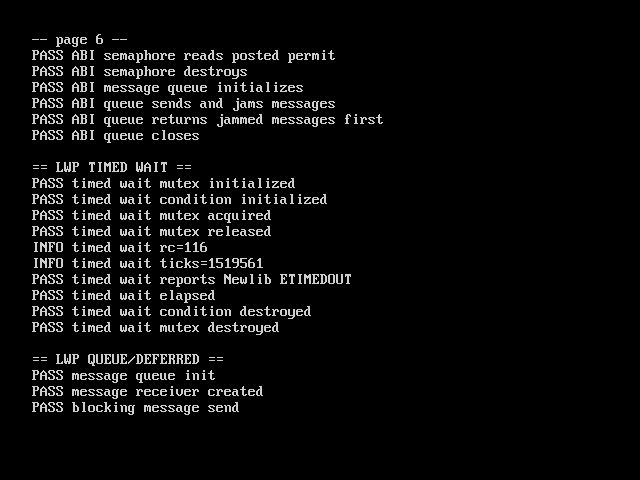 -- page 6 --
PASS ABI semaphore reads posted permit
PASS ABI semaphore destroys
PASS ABI message queue initializes
PASS ABI queue sends and jams messages
PASS ABI queue returns jammed messages first
PASS ABI queue closes
== LWP TIMED WAIT ==
PASS timed wait mutex initialized
PASS timed wait condition initialized
PASS timed wait mutex acquired
PASS timed wait mutex released
INFO timed wait rc=116
INFO timed wait ticks=1519561
PASS timed wait reports Newlib ETIMEDOUT
PASS timed wait elapsed
PASS timed wait condition destroyed
PASS timed wait mutex destroyed
== LWP QUEUE/DEFERRED ==
PASS message queue init
PASS message receiver created
PASS blocking message send